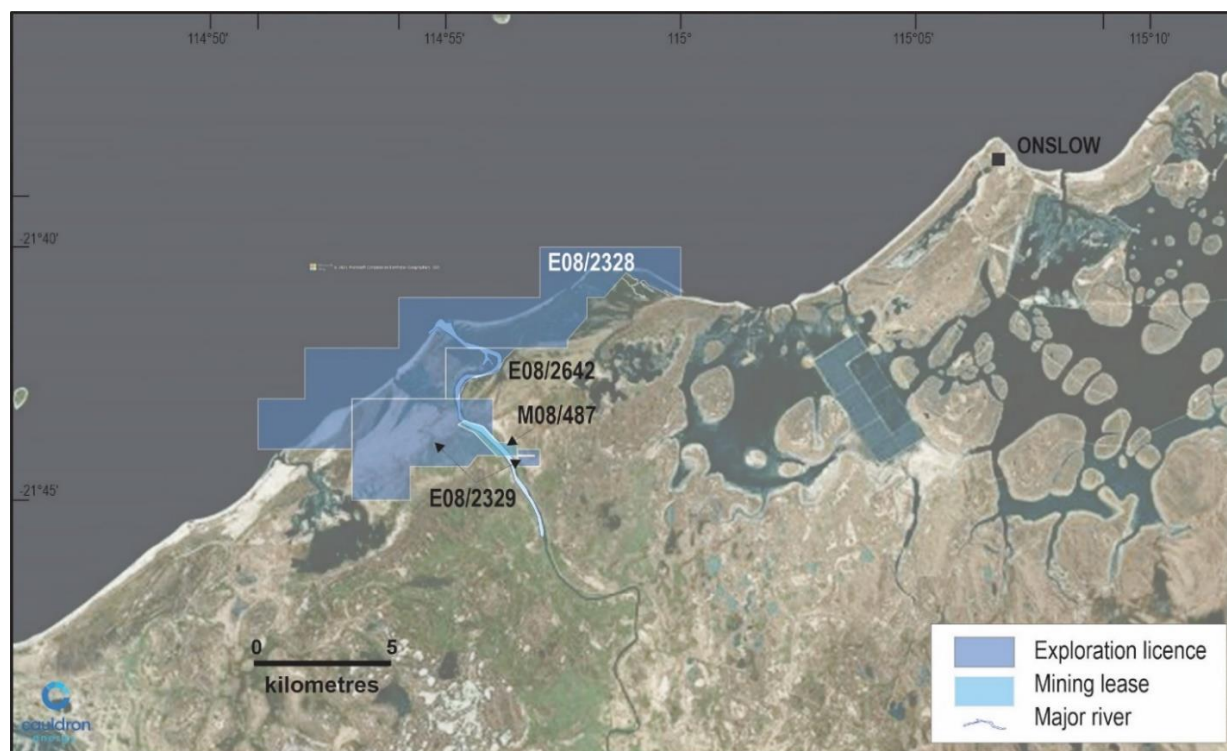 114°50' 114°55' 115° 115°05' 115°10'
ONSLOW
-21°40'
E08/2328
E08/2642
M08/487
E08/2329
-21°45'
0 5
kilometres
Exploration licence
Mining lease
Major river
cauldron